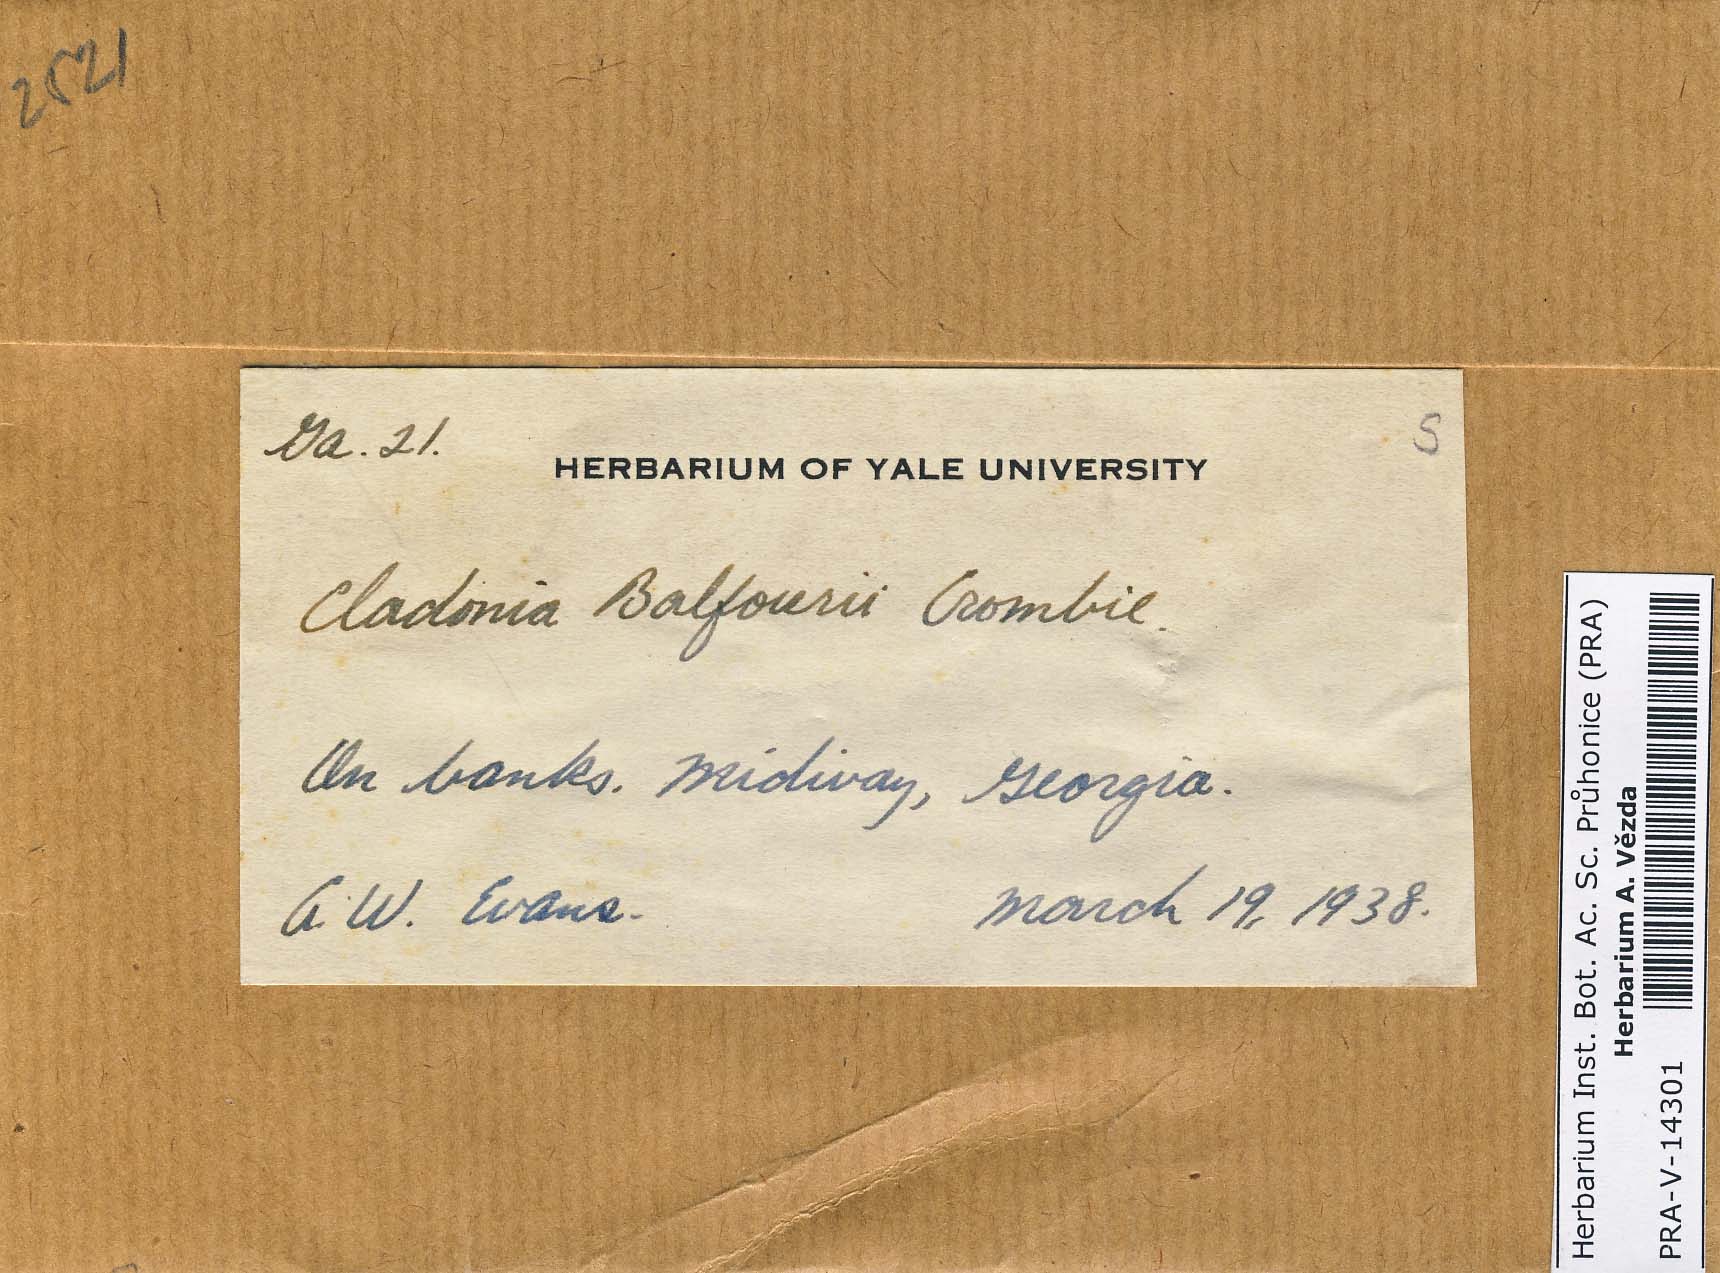 2521
Ga. 21.
S
HERBARIUM OF YALE UNIVERSITY
Cladonia Balfourii Crombie.
On banks. Midway, Georgia.
A. W. Evans.
March 19, 1938.
Herbarium Inst. Bot. Ac. Sc. Průhonice (PRA)
Herbarium A. Vězda
PRA-V-14301